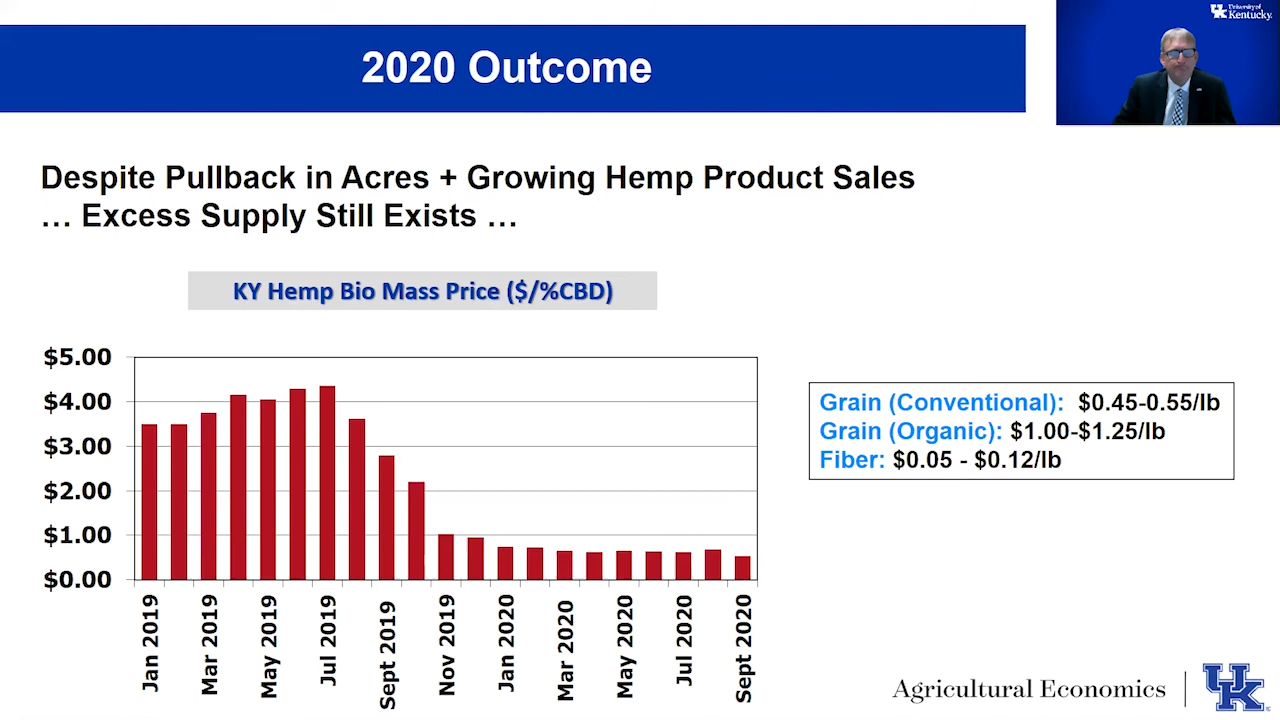 University of
Kentucky
2020 Outcome
Despite Pullback in Acres + Growing Hemp Product Sales
… Excess Supply Still Exists …
KY Hemp Bio Mass Price ($/%CBD)
$5.00
$4.00
$3.00
$2.00
$1.00
$0.00
Jan 2019
Mar 2019
May 2019
Jul 2019
Sept 2019
Nov 2019
Jan 2020
Mar 2020
May 2020
Jul 2020
Sept 2020
Grain (Conventional): $0.45-0.55/lb
Grain (Organic): $1.00-$1.25/lb
Fiber: $0.05 - $0.12/lb
Agricultural Economics
UK